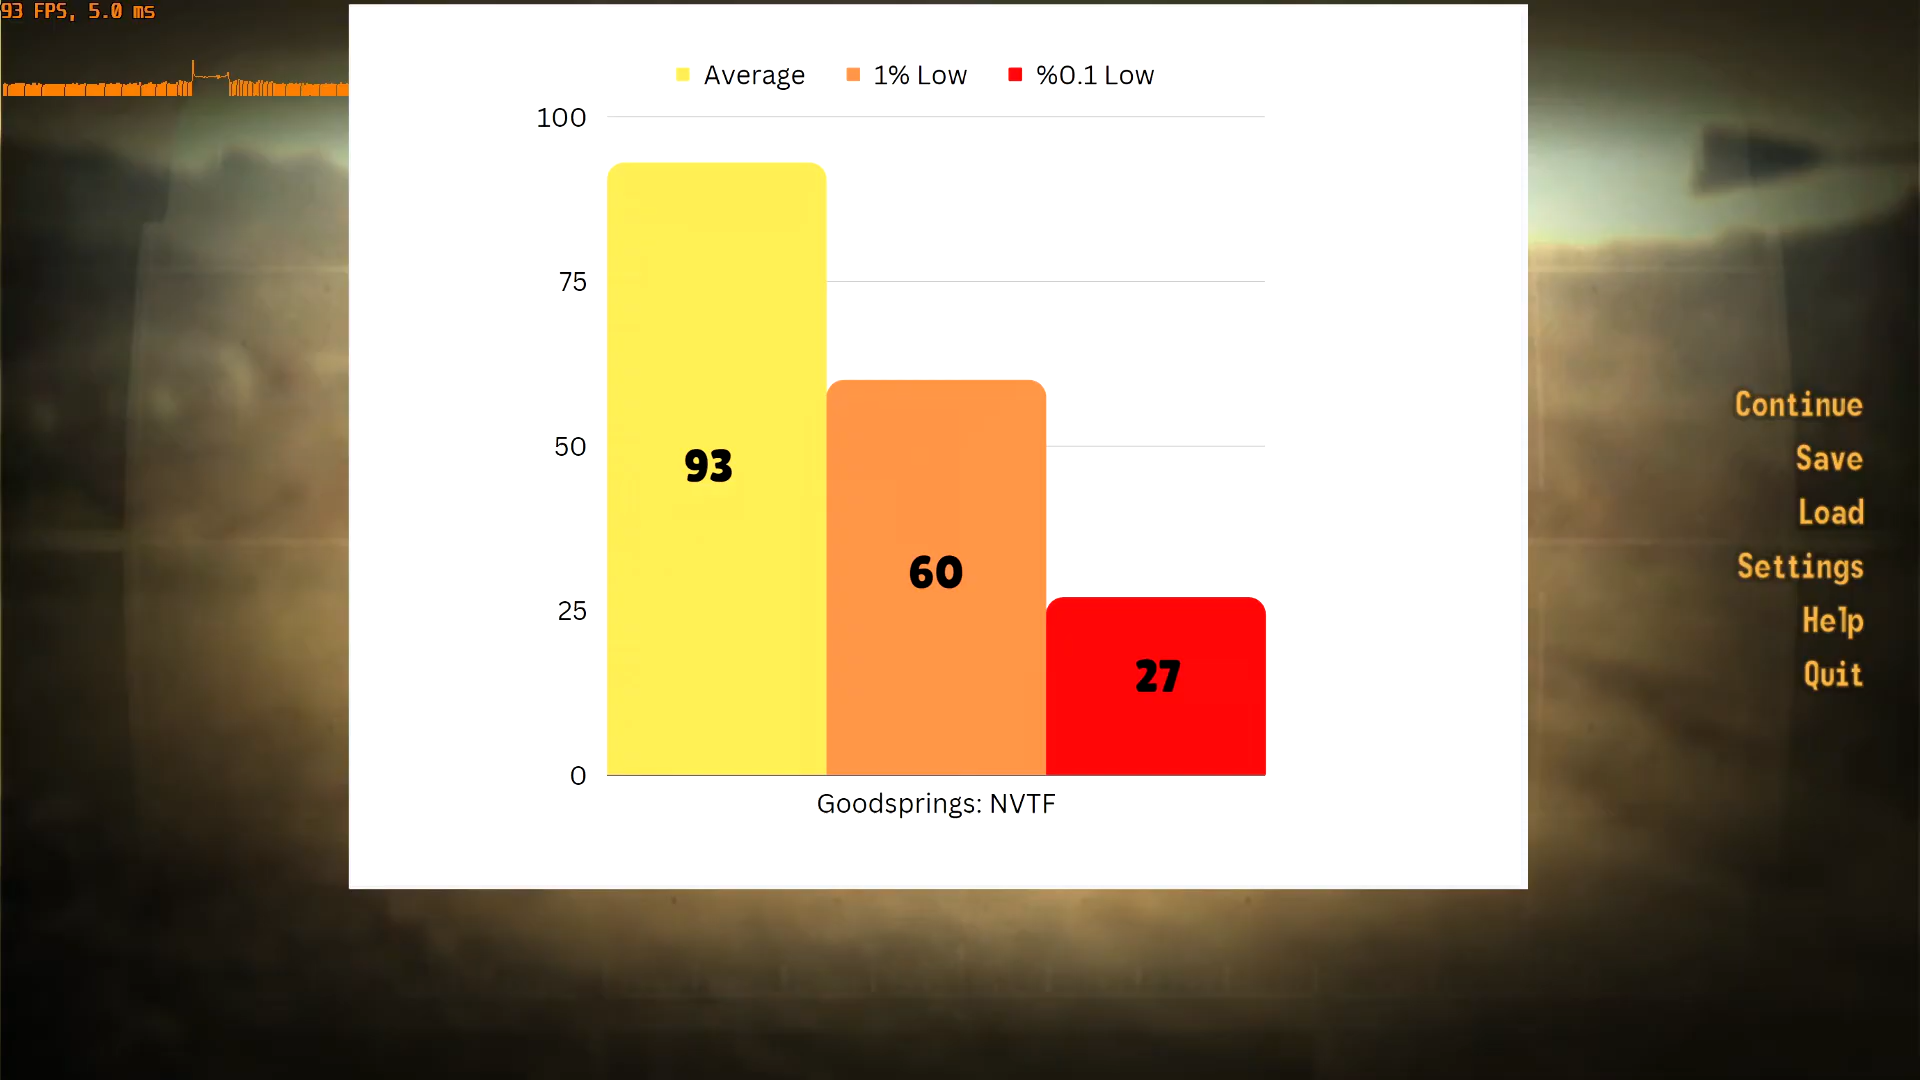 93 FPS, 5.0 ms
Average 1% Low %0.1 Low
100
75
50
25
0
93
60
27
Goodsprings: NVTF
Continue
Save
Load
Settings
Help
Quit